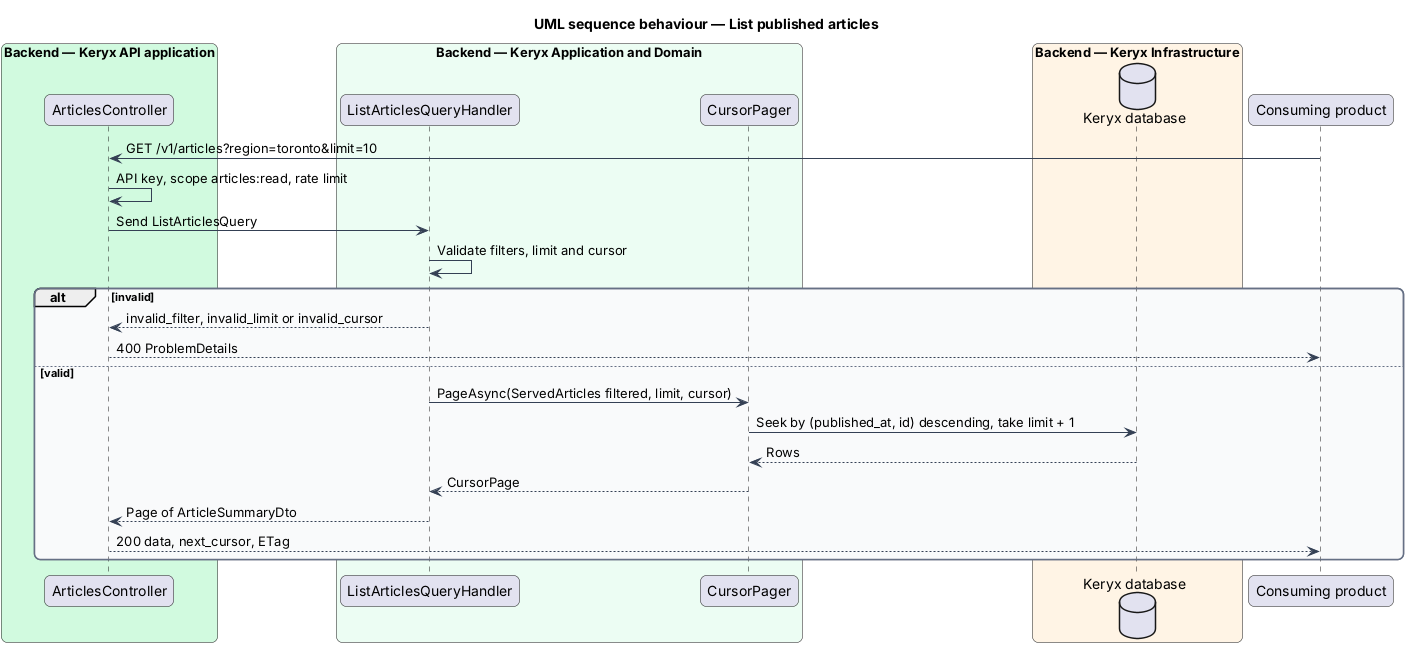 UML sequence behaviour — List published articles
Backend — Keryx API application
Backend — Keryx Application and Domain
Backend — Keryx Infrastructure
ArticlesController
ListArticlesQueryHandler
CursorPager
Keryx database
Consuming product
GET /v1/articles?region=toronto&limit=10
API key, scope articles:read, rate limit
Send ListArticlesQuery
Validate filters, limit and cursor
alt
[invalid]
invalid_filter, invalid_limit or invalid_cursor
400 ProblemDetails
[valid]
PageAsync(ServedArticles filtered, limit, cursor)
Seek by (published_at, id) descending, take limit + 1
Rows
CursorPage
Page of ArticleSummaryDto
200 data, next_cursor, ETag
ArticlesController
ListArticlesQueryHandler
CursorPager
Keryx database
Consuming product